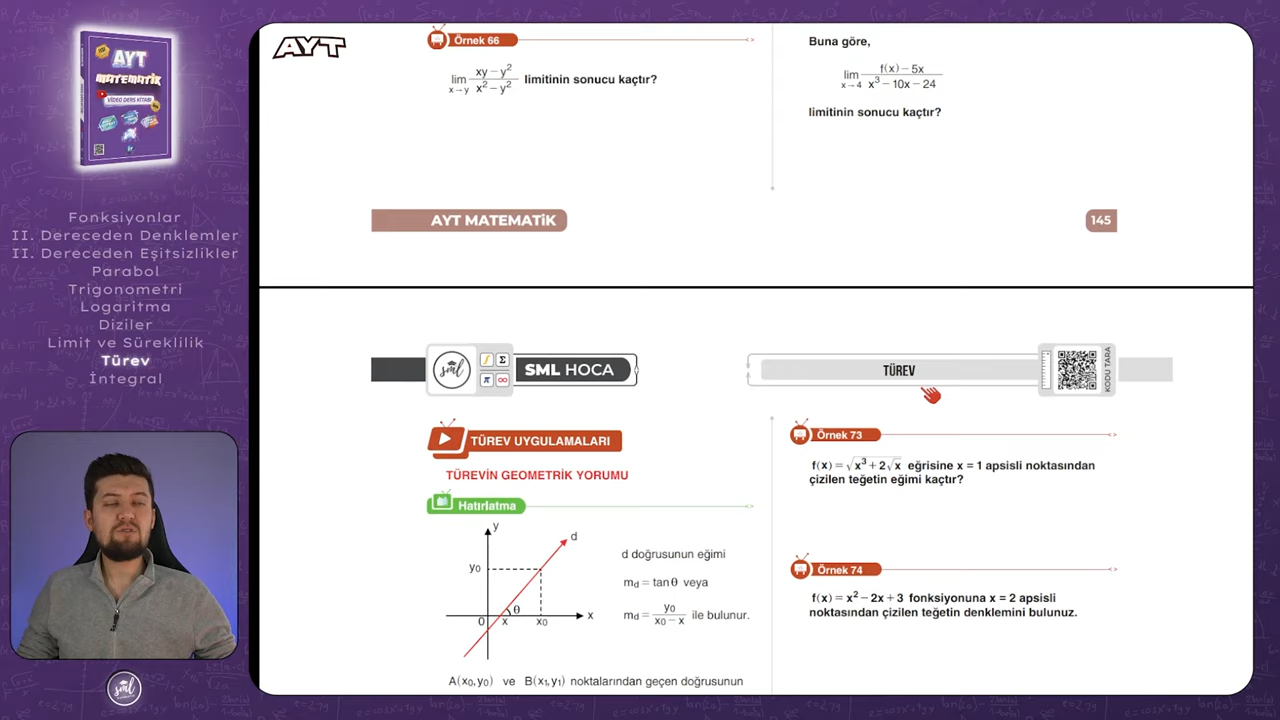 AYT
MATEMATİK
VİDEO DERS KİTABI
Fonksiyonlar
II. Dereceden Denklemler
II. Dereceden Eşitsizlikler
Parabol
Trigonometri
Logaritma
Diziler
Limit ve Süreklilik
Türev
İntegral
sml
AYT
Örnek 66
lim x→y (xy – y²)/(x² – y²) limitinin sonucu kaçtır?
Buna göre,
lim x→4 (f(x) – 5x)/(x³ – 10x – 24)
limitinin sonucu kaçtır?
AYT MATEMATİK
145
sml
∫ Σ
π ∞
SML HOCA
TÜREV
KODU TARA
TÜREV UYGULAMALARI
TÜREVİN GEOMETRİK YORUMU
Hatırlatma
y
d
y₀
θ
0 x x₀ x
d doğrusunun eğimi
m_d = tanθ veya
m_d = y₀/(x₀ – x) ile bulunur.
A(x₀,y₀) ve B(x₁,y₁) noktalarından geçen doğrusunun
Örnek 73
f(x) = √(x³ + 2√x) eğrisine x = 1 apsisli noktasından
çizilen teğetin eğimi kaçtır?
Örnek 74
f(x) = x² – 2x + 3 fonksiyonuna x = 2 apsisli
noktasından çizilen teğetin denklemini bulunuz.